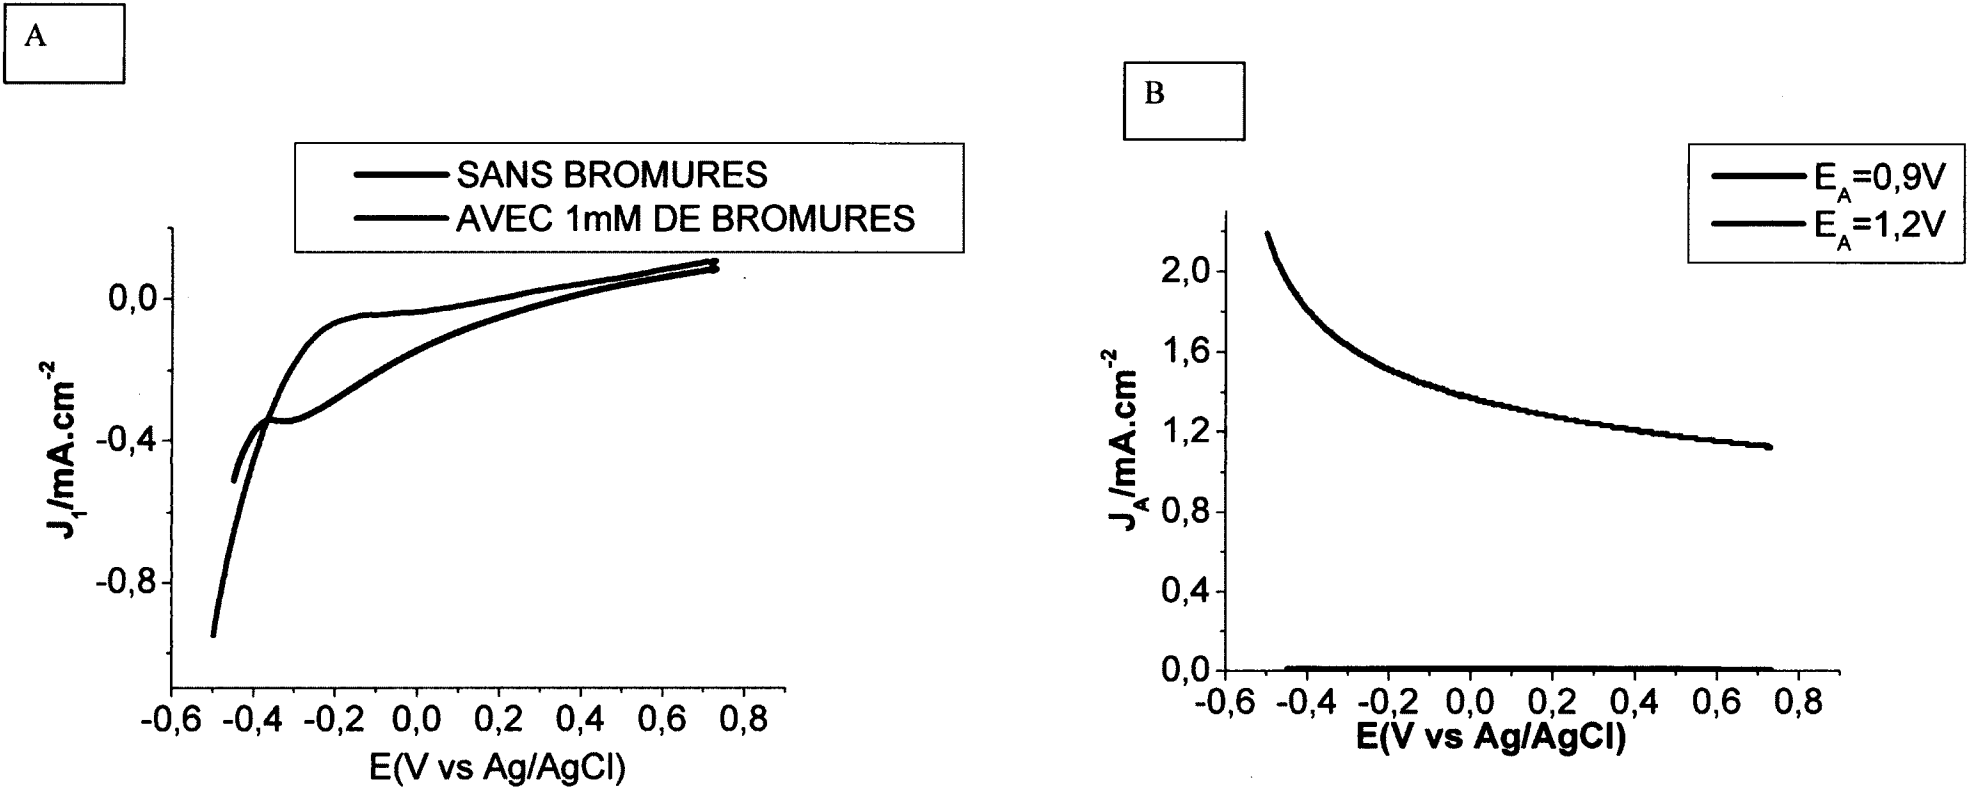 A
SANS BROMURES
AVEC 1mM DE BROMURES
0,0
-0,4
-0,8
J1/mA.cm-2
-0,6 -0,4 -0,2 0,0 0,2 0,4 0,6 0,8
E(V vs Ag/AgCl)
B
EA=0,9V
EA=1,2V
2,0
1,6
1,2
0,8
0,4
0,0
JA/mA.cm-2
-0,6 -0,4 -0,2 0,0 0,2 0,4 0,6 0,8
E(V vs Ag/AgCl)